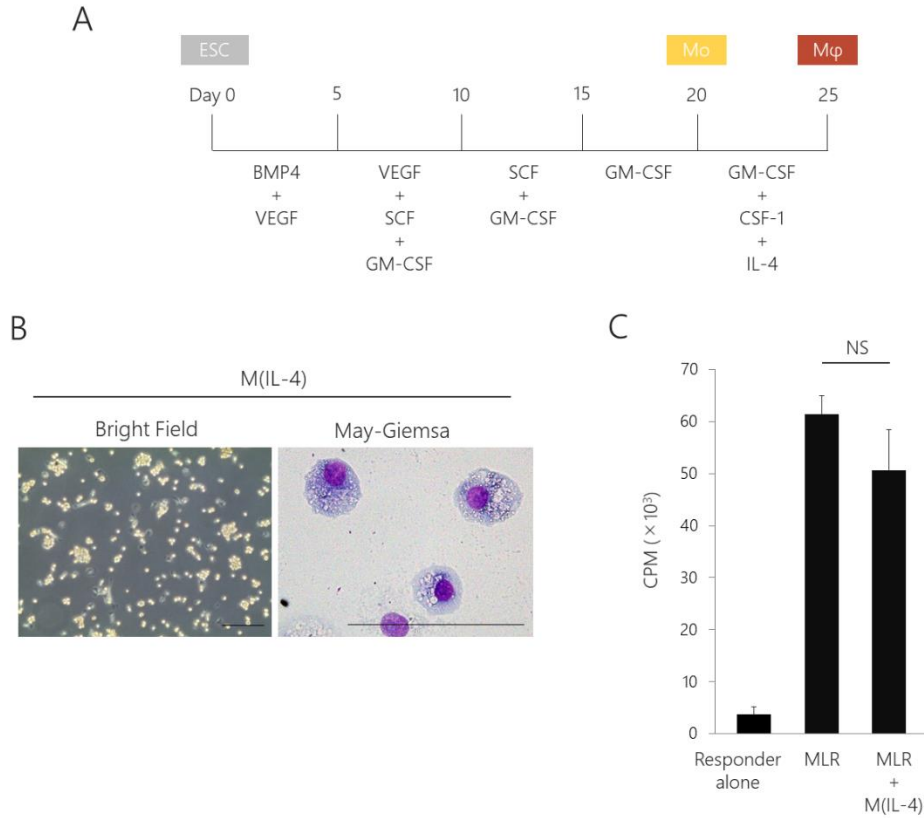 A
ESC
Mo
Mφ
Day 0
5
10
15
20
25
BMP4
+
VEGF
VEGF
+
SCF
+
GM-CSF
SCF
+
GM-CSF
GM-CSF
GM-CSF
+
CSF-1
+
IL-4
B
M(IL-4)
Bright Field
May-Giemsa
C
NS
CPM ( × 10³)
70
60
50
40
30
20
10
0
Responder
alone
MLR
MLR
+
M(IL-4)